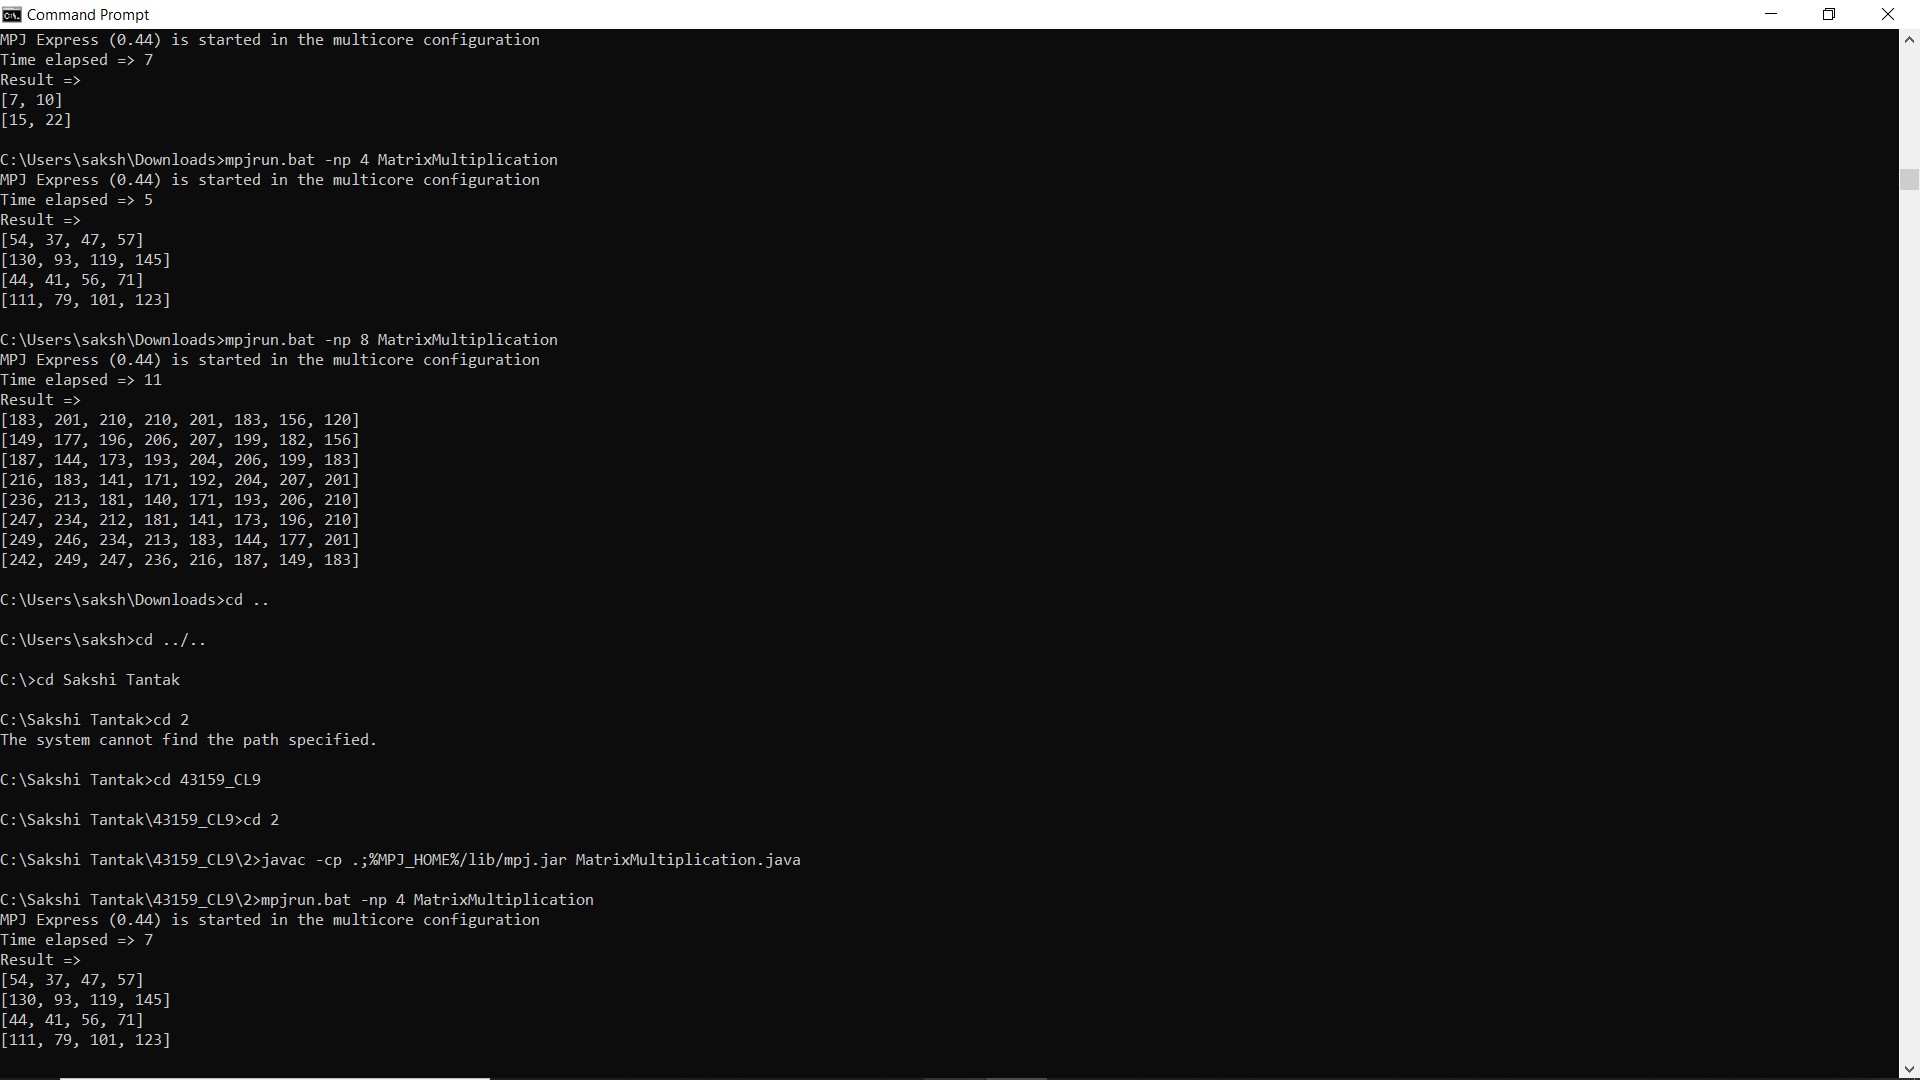 Command Prompt
MPJ Express (0.44) is started in the multicore configuration
Time elapsed => 7
Result =>
[7, 10]
[15, 22]
C:\Users\saksh\Downloads>mpjrun.bat -np 4 MatrixMultiplication
MPJ Express (0.44) is started in the multicore configuration
Time elapsed => 5
Result =>
[54, 37, 47, 57]
[130, 93, 119, 145]
[44, 41, 56, 71]
[111, 79, 101, 123]
C:\Users\saksh\Downloads>mpjrun.bat -np 8 MatrixMultiplication
MPJ Express (0.44) is started in the multicore configuration
Time elapsed => 11
Result =>
[183, 201, 210, 210, 201, 183, 156, 120]
[149, 177, 196, 206, 207, 199, 182, 156]
[187, 144, 173, 193, 204, 206, 199, 183]
[216, 183, 141, 171, 192, 204, 207, 201]
[236, 213, 181, 140, 171, 193, 206, 210]
[247, 234, 212, 181, 141, 173, 196, 210]
[249, 246, 234, 213, 183, 144, 177, 201]
[242, 249, 247, 236, 216, 187, 149, 183]
C:\Users\saksh\Downloads>cd ..
C:\Users\saksh>cd ../..
C:\>cd Sakshi Tantak
C:\Sakshi Tantak>cd 2
The system cannot find the path specified.
C:\Sakshi Tantak>cd 43159_CL9
C:\Sakshi Tantak\43159_CL9>cd 2
C:\Sakshi Tantak\43159_CL9\2>javac -cp .;%MPJ_HOME%/lib/mpj.jar MatrixMultiplication.java
C:\Sakshi Tantak\43159_CL9\2>mpjrun.bat -np 4 MatrixMultiplication
MPJ Express (0.44) is started in the multicore configuration
Time elapsed => 7
Result =>
[54, 37, 47, 57]
[130, 93, 119, 145]
[44, 41, 56, 71]
[111, 79, 101, 123]